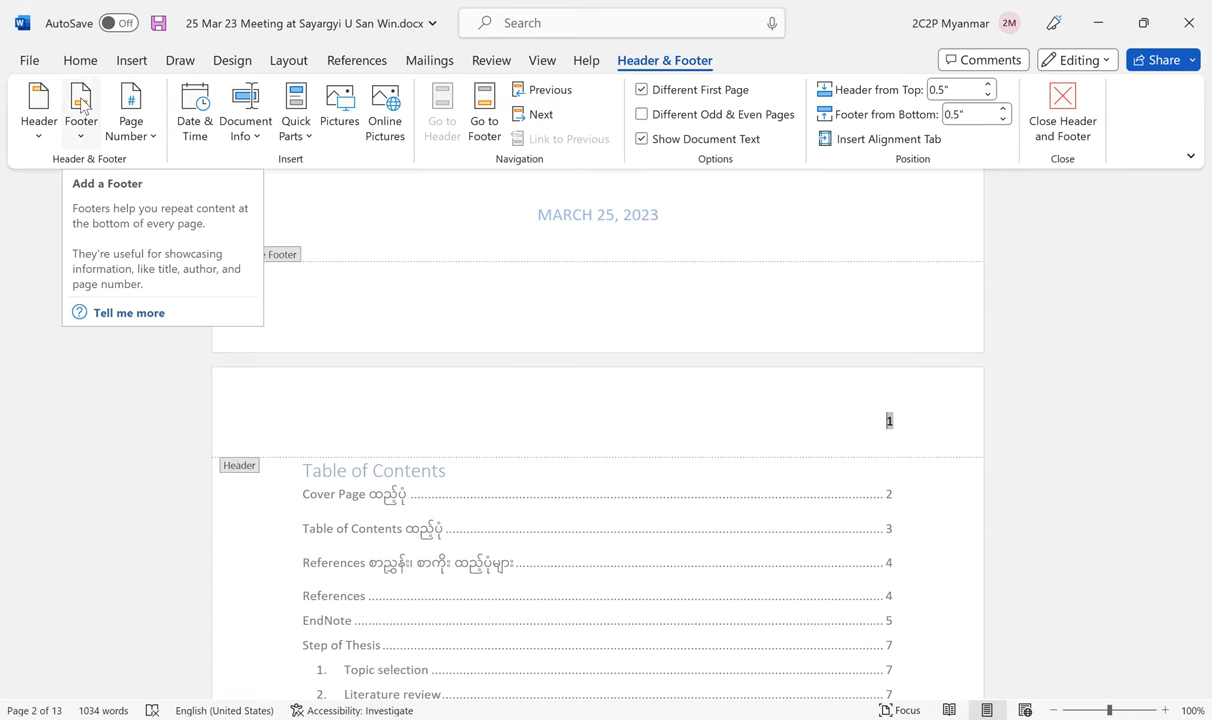 AutoSave Off 25 Mar 23 Meeting at Sayargyi U San Win.docx Search 2C2P Myanmar 2M
File Home Insert Draw Design Layout References Mailings Review View Help Header & Footer Comments Editing Share
Header Footer Page Number Date & Time Document Info Quick Parts Pictures Online Pictures Go to Header Go to Footer Previous Next Link to Previous
Different First Page
Different Odd & Even Pages
Show Document Text
Header from Top: 0.5"
Footer from Bottom: 0.5"
Insert Alignment Tab
Close Header and Footer
Header & Footer Insert Navigation Options Position Close
Add a Footer
Footers help you repeat content at
the bottom of every page.
They're useful for showcasing
information, like title, author, and
page number.
Tell me more
MARCH 25, 2023
Footer
1
Header
Table of Contents
Cover Page ထည့်ပုံ 2
Table of Contents ထည့်ပုံ 3
References စာညွှန်း၊ စာကိုး ထည့်ပုံများ 4
References 4
EndNote 5
Step of Thesis 7
1. Topic selection 7
2. Literature review 7
Page 2 of 13 1034 words English (United States) Accessibility: Investigate Focus 100%